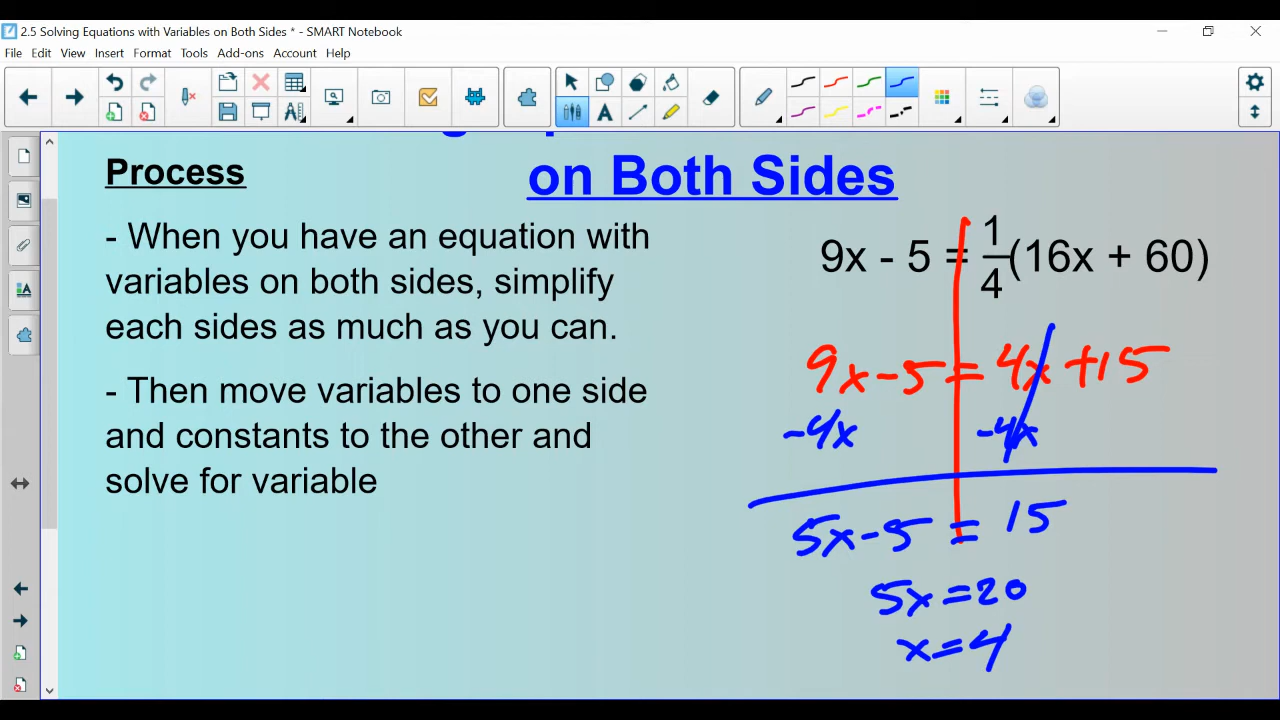 2.5 Solving Equations with Variables on Both Sides * - SMART Notebook
File Edit View Insert Format Tools Add-ons Account Help
on Both Sides
Process
- When you have an equation with
variables on both sides, simplify
each sides as much as you can.
- Then move variables to one side
and constants to the other and
solve for variable
9x - 5 = 1/4(16x + 60)
9x - 5 = 4x + 15
-4x -4x
5x - 5 = 15
5x = 20
x = 4